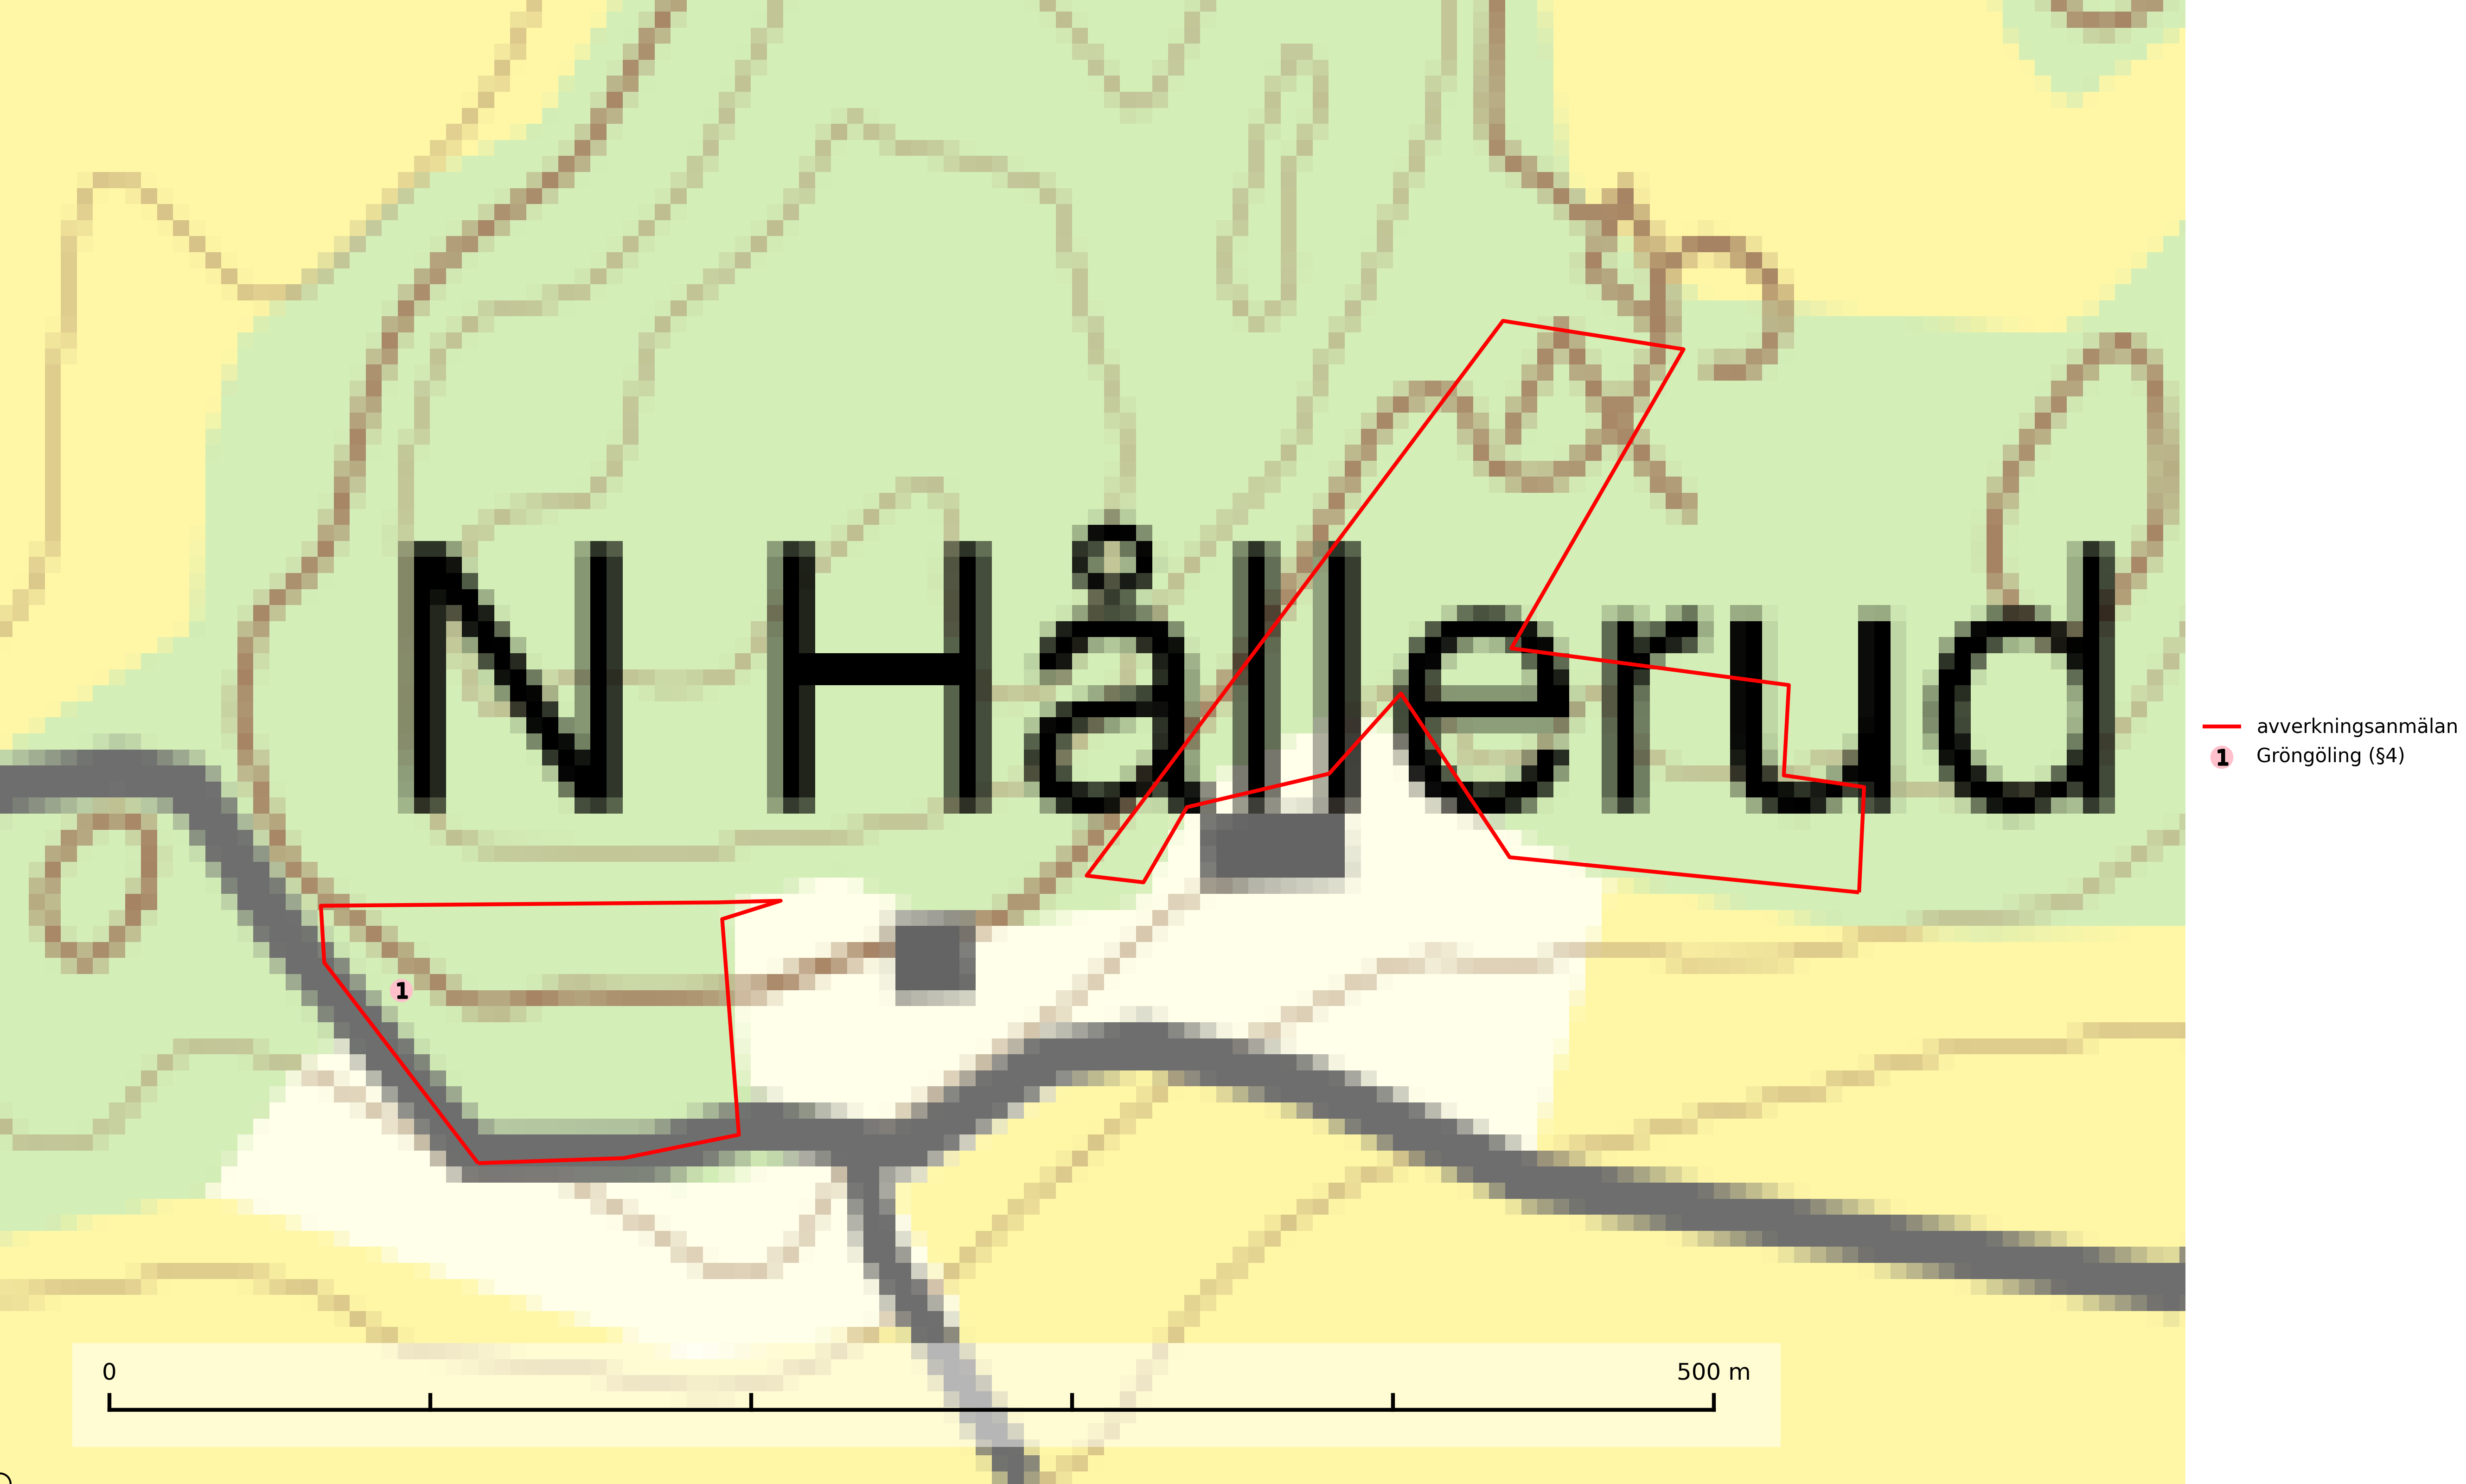 N Hållerud
avverkningsanmälan
1 Gröngöling (§4)
1
0 500 m